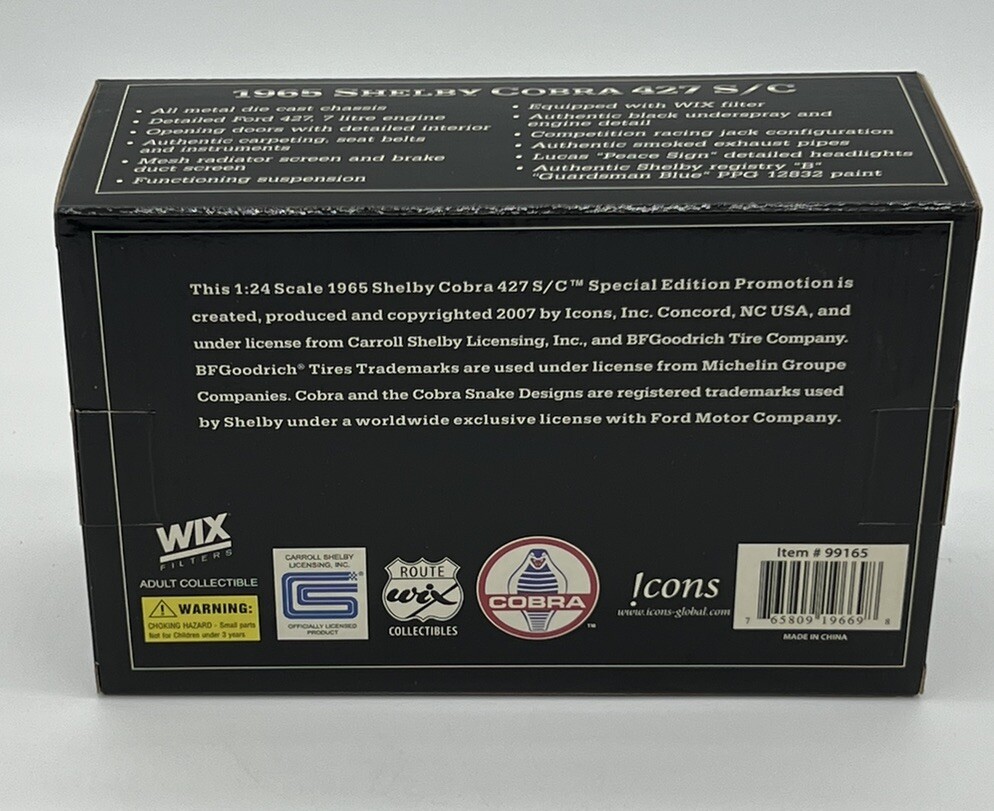 1965 SHELBY COBRA 427 S/C
• All metal die cast chassis
• Detailed Ford 427, 7 litre engine
• Opening doors with detailed interior
• Authentic carpeting, seat belts
and instruments
• Mesh radiator screen and brake
duct screen
• Functioning suspension
• Equipped with WIX filter
• Authentic black underspray and
engine detail
• Competition racing jack configuration
• Authentic smoked exhaust pipes
• Lucas "Peace Sign" detailed headlights
• Authentic Shelby registry "B"
"Guardsman Blue" PPG 12832 paint
This 1:24 Scale 1965 Shelby Cobra 427 S/C™ Special Edition Promotion is
created, produced and copyrighted 2007 by Icons, Inc. Concord, NC USA, and
under license from Carroll Shelby Licensing, Inc., and BFGoodrich Tire Company.
BFGoodrich® Tires Trademarks are used under license from Michelin Groupe
Companies. Cobra and the Cobra Snake Designs are registered trademarks used
by Shelby under a worldwide exclusive license with Ford Motor Company.
WIX
FILTERS
ADULT COLLECTIBLE
WARNING:
CHOKING HAZARD - Small parts
Not for Children under 3 years
CARROLL SHELBY
LICENSING, INC.
CS
OFFICIALLY LICENSED
PRODUCT
ROUTE
wix
COLLECTIBLES
COBRA
™
!cons
www.icons-global.com
Item # 99165
7 65809 19669 8
MADE IN CHINA